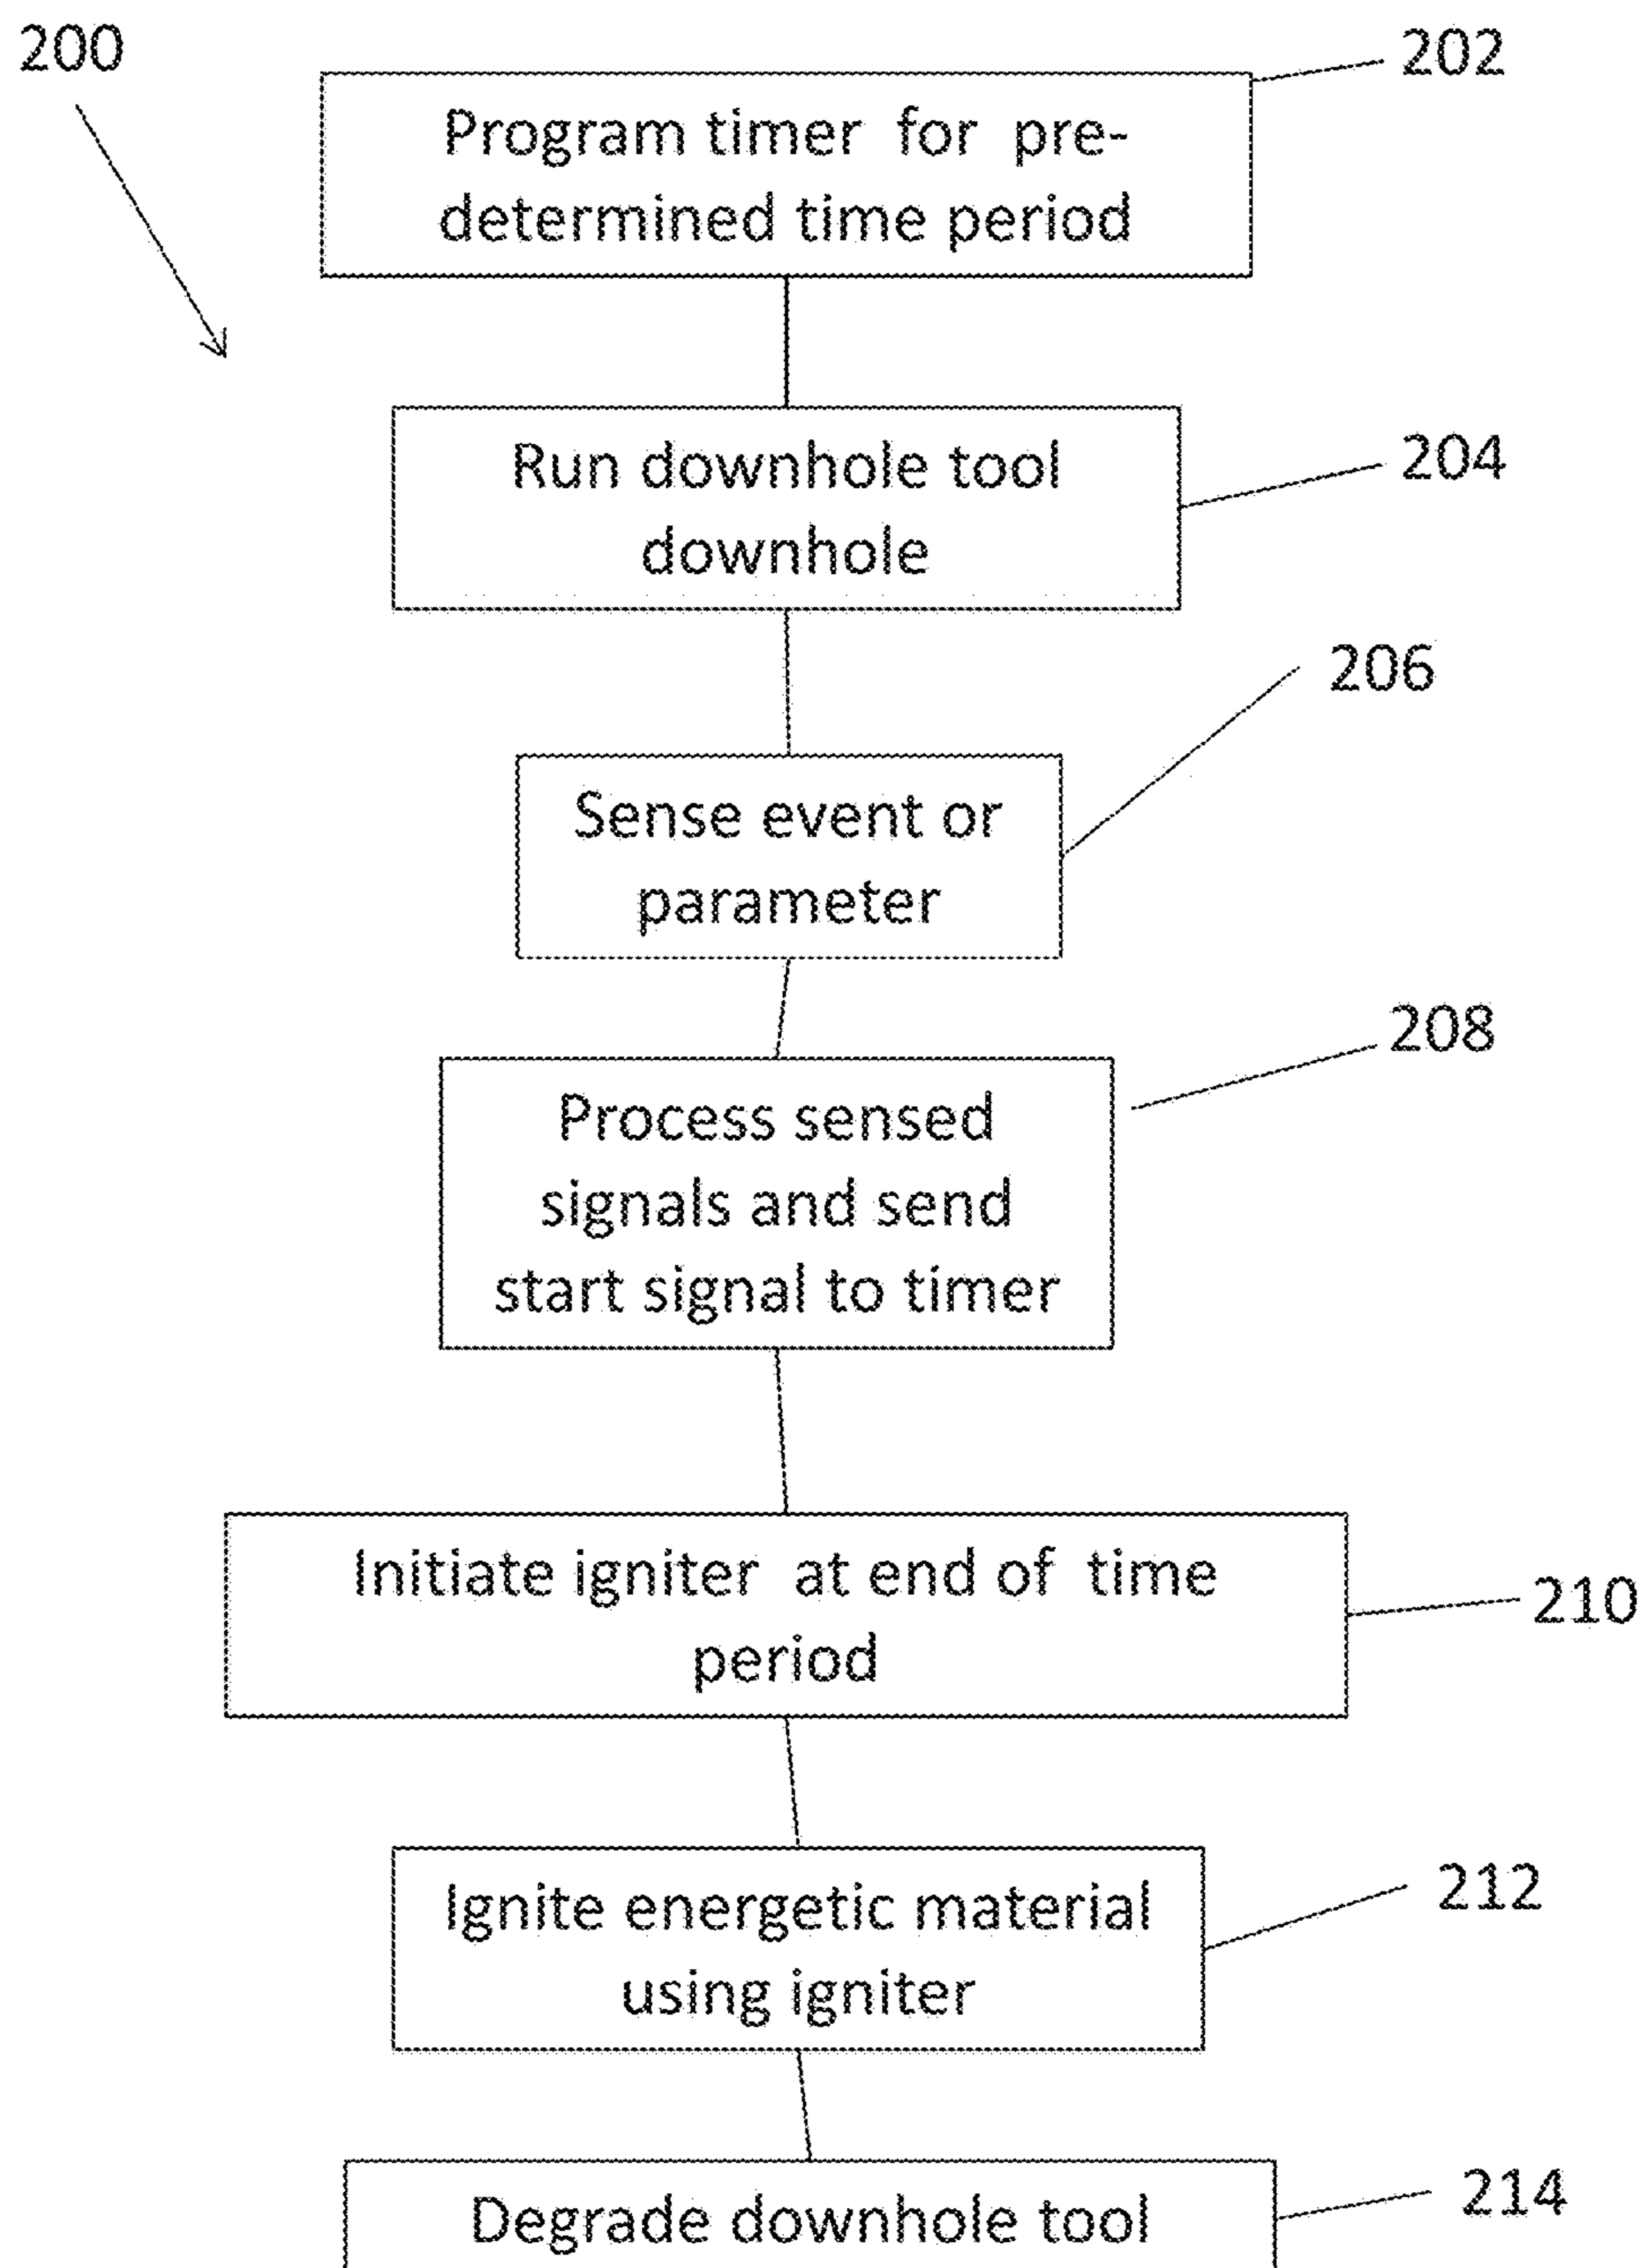 200
202
Program timer for pre-
determined time period
Run downhole tool
downhole
204
206
Sense event or
parameter
208
Process sensed
signals and send
start signal to timer
Initiate igniter at end of time
period
210
Ignite energetic material
using igniter
212
Degrade downhole tool
214